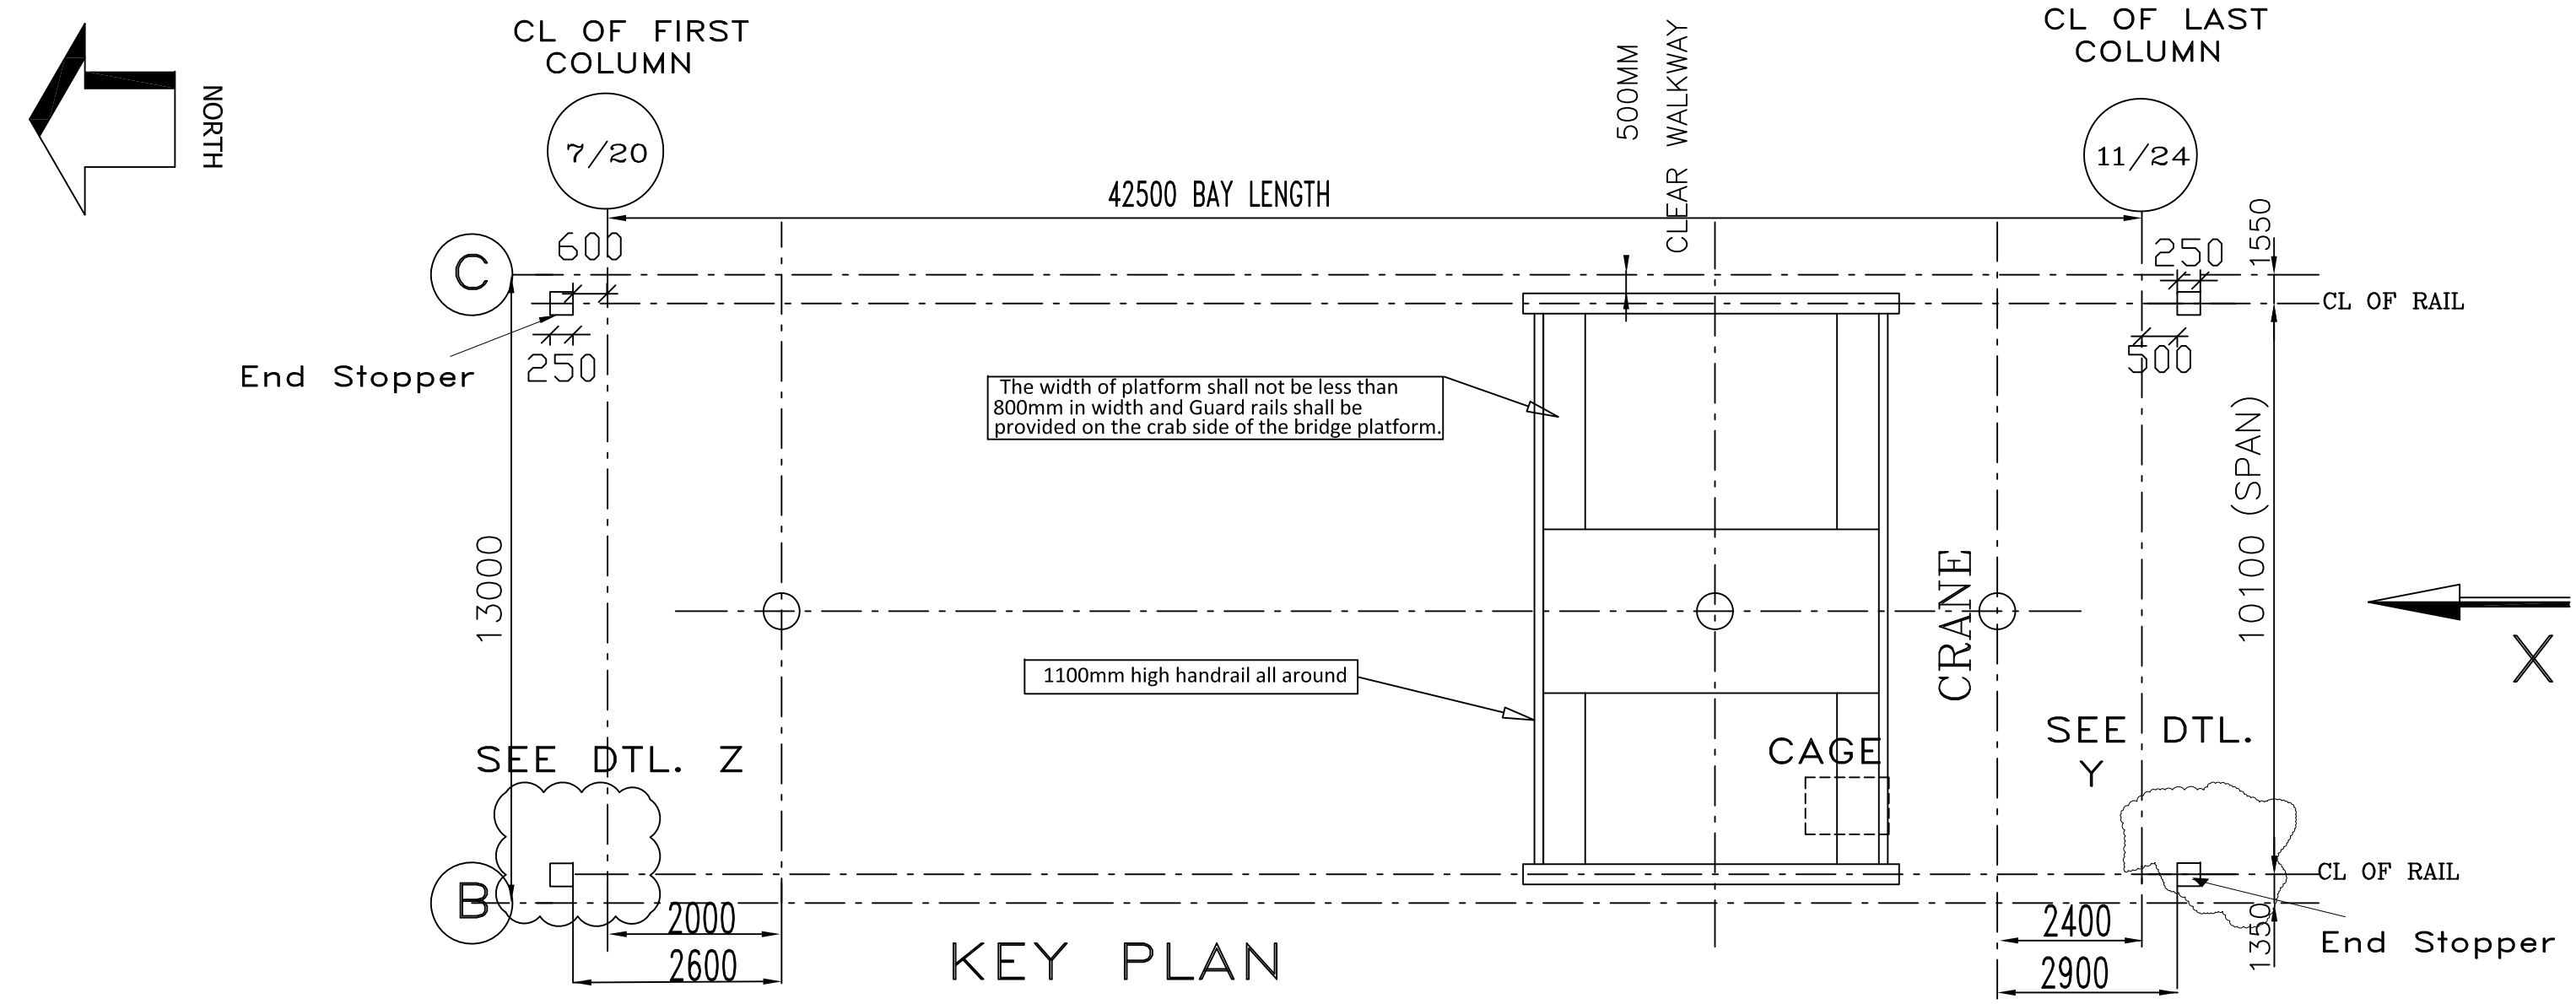 CL OF FIRST
COLUMN
CL OF LAST
COLUMN
NORTH
7/20
11/24
500MM
CLEAR WALKWAY
42500 BAY LENGTH
600
C
250
1550
CL OF RAIL
250
500
End Stopper
The width of platform shall not be less than
800mm in width and Guard rails shall be
provided on the crab side of the bridge platform.
10100 (SPAN)
13000
CRANE
X
1100mm high handrail all around
SEE DTL. Z
CAGE
SEE DTL.
Y
CL OF RAIL
B
2000
2400
1350
End Stopper
KEY PLAN
2600
2900